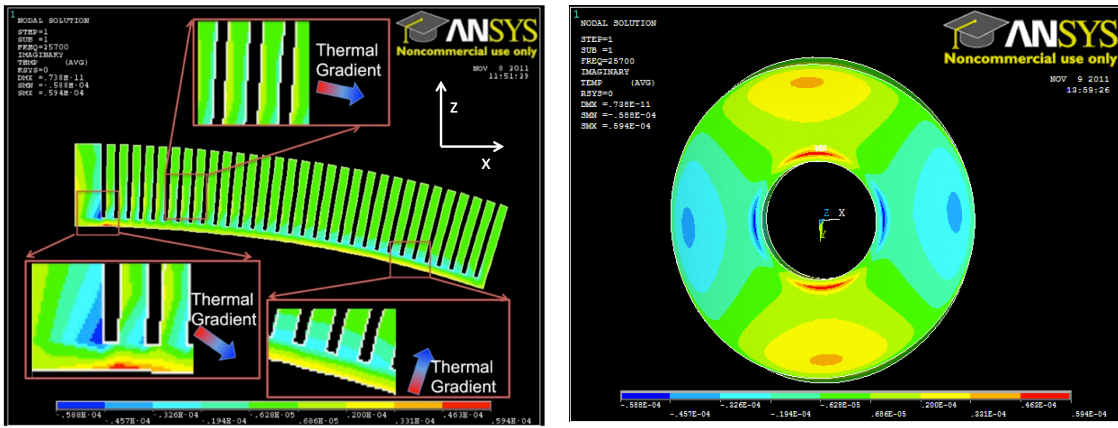 1
NODAL SOLUTION
STEP=1
SUB =1
FREQ=25700
IMAGINARY
TEMP (AVG)
RSYS=0
DMX =.738E-11
SMN =-.588E-04
SMX =.594E-04
ANSYS
Noncommercial use only
NOV 8 2011
11:51:39
Thermal
Gradient
Z
X
Thermal
Gradient
Thermal
Gradient
-.588E-04 -.326E-04 -.628E-05 .200E-04 .463E-04
-.457E-04 -.194E-04 .686E-05 .331E-04 .594E-04
1
NODAL SOLUTION
STEP=1
SUB =1
FREQ=25700
IMAGINARY
TEMP (AVG)
RSYS=0
DMX =.738E-11
SMN =-.588E-04
SMX =.594E-04
ANSYS
Noncommercial use only
NOV 9 2011
13:59:26
MN
Z X
Y
-.588E-04 -.326E-04 -.628E-05 .200E-04 .463E-04
-.457E-04 -.194E-04 .686E-05 .331E-04 .594E-04